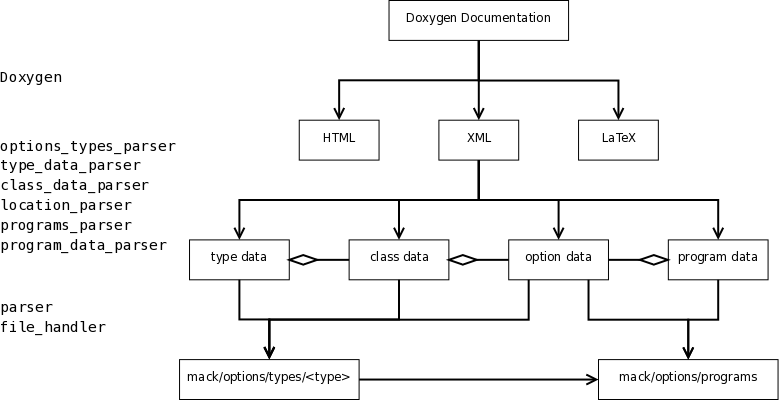 Doxygen Documentation
Doxygen
HTML
XML
LaTeX
options_types_parser
type_data_parser
class_data_parser
location_parser
programs_parser
program_data_parser
type data
class data
option data
program data
parser
file_handler
mack/options/types/<type>
mack/options/programs